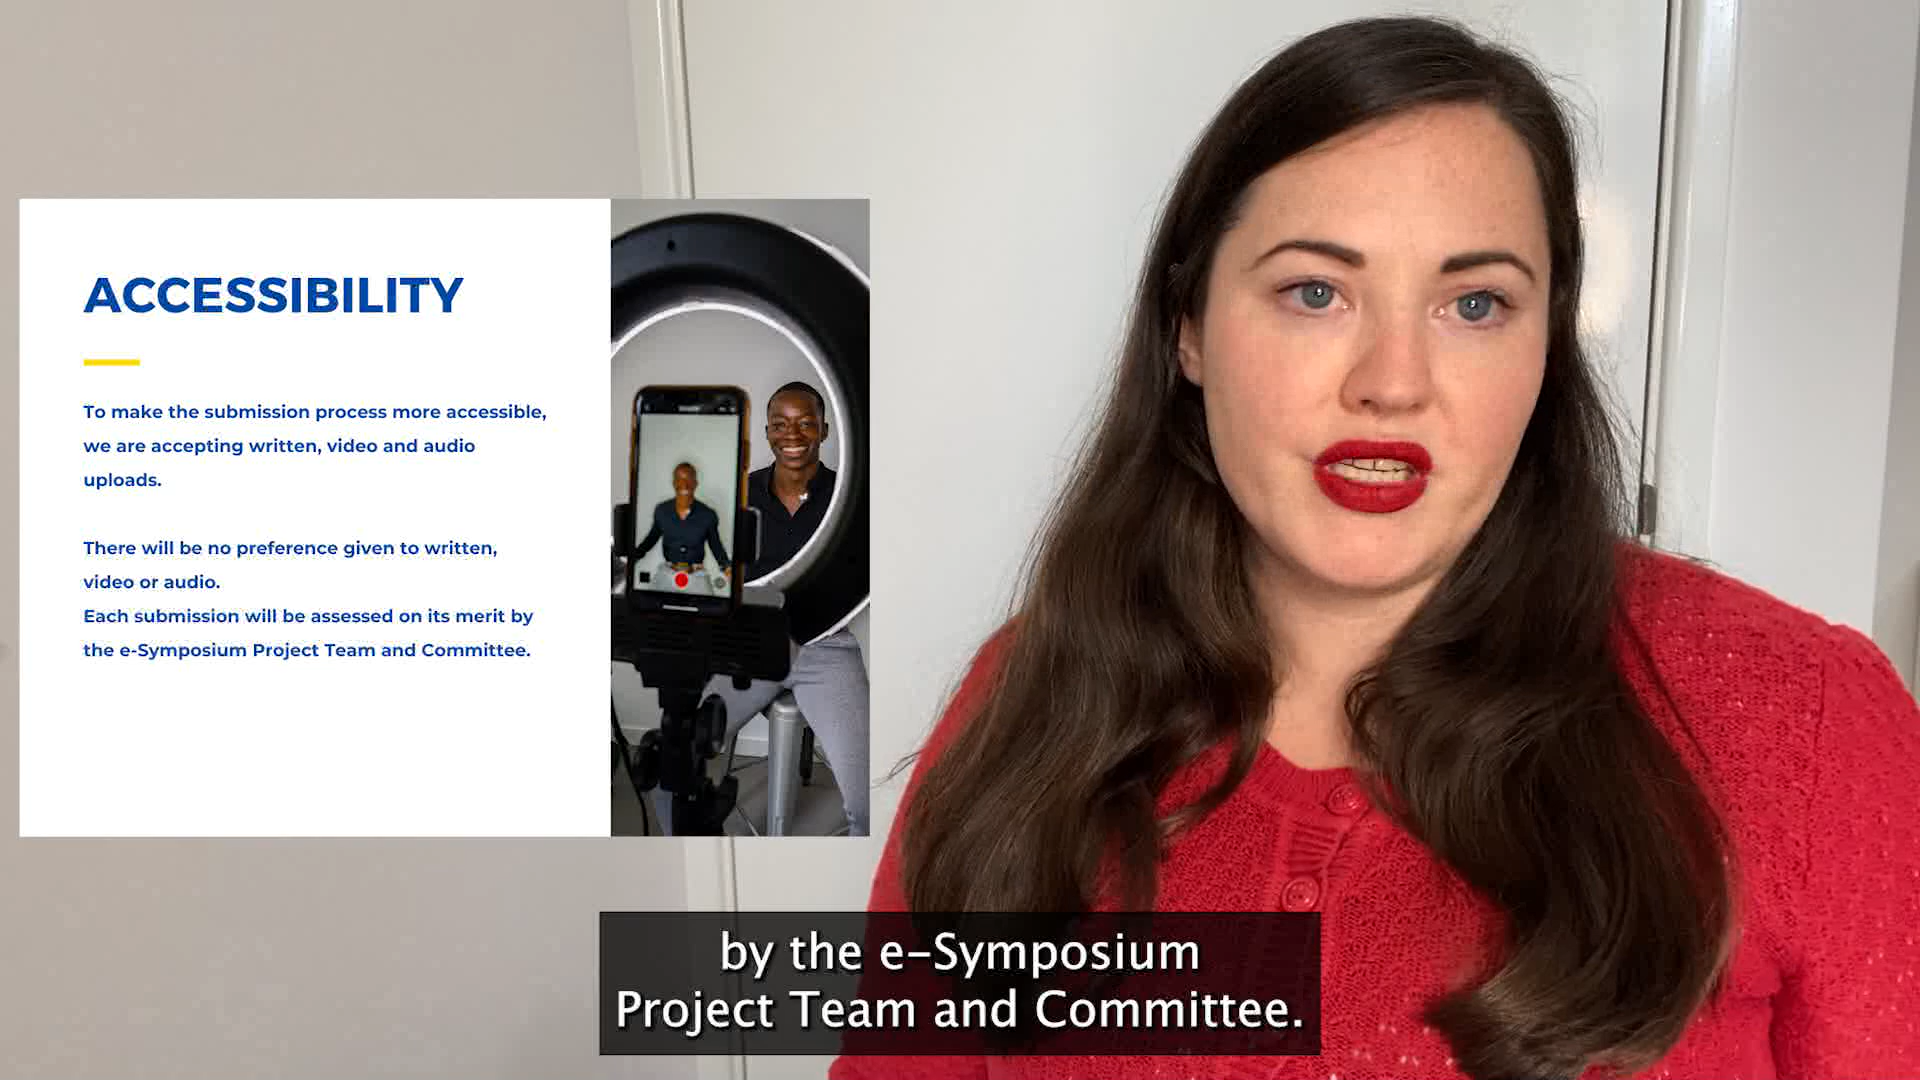 ACCESSIBILITY
To make the submission process more accessible,
we are accepting written, video and audio
uploads.
There will be no preference given to written,
video or audio.
Each submission will be assessed on its merit by
the e-Symposium Project Team and Committee.
by the e-Symposium
Project Team and Committee.